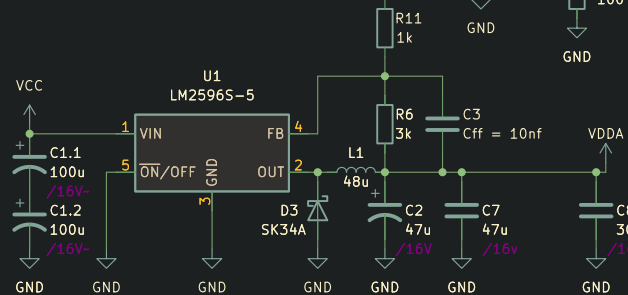 R11
1k
GND
GND
VCC
U1
LM2596S-5
1
VIN
FB
4
R6
3k
C3
Cff = 10nf
VDDA
C1.1
100u
/16V-
5
ON/OFF
GND
OUT
2
L1
48u
C1.2
100u
/16V-
3
D3
SK34A
C2
47u
/16V
C7
47u
/16v
GND
GND
GND
GND
GND
GND
GND